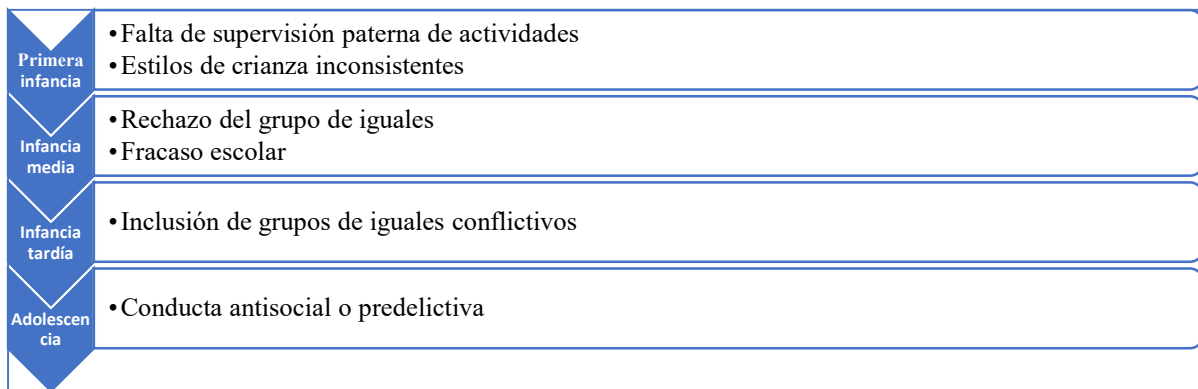 Primera
infancia
•Falta de supervisión paterna de actividades
•Estilos de crianza inconsistentes
Infancia
media
•Rechazo del grupo de iguales
•Fracaso escolar
Infancia
tardía
•Inclusión de grupos de iguales conflictivos
Adolescen
cia
•Conducta antisocial o predelictiva